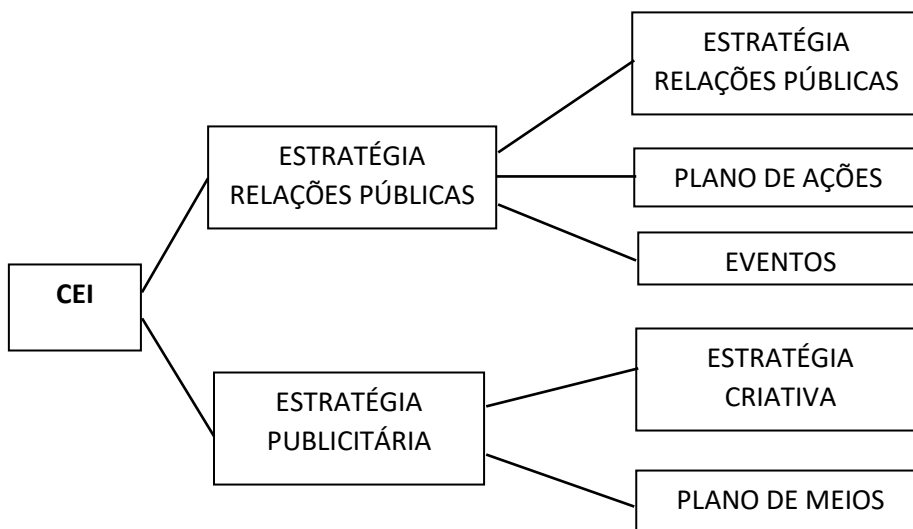 ESTRATÉGIA
RELAÇÕES PÚBLICAS
ESTRATÉGIA
RELAÇÕES PÚBLICAS
PLANO DE AÇÕES
EVENTOS
CEI
ESTRATÉGIA
CRIATIVA
ESTRATÉGIA
PUBLICITÁRIA
PLANO DE MEIOS